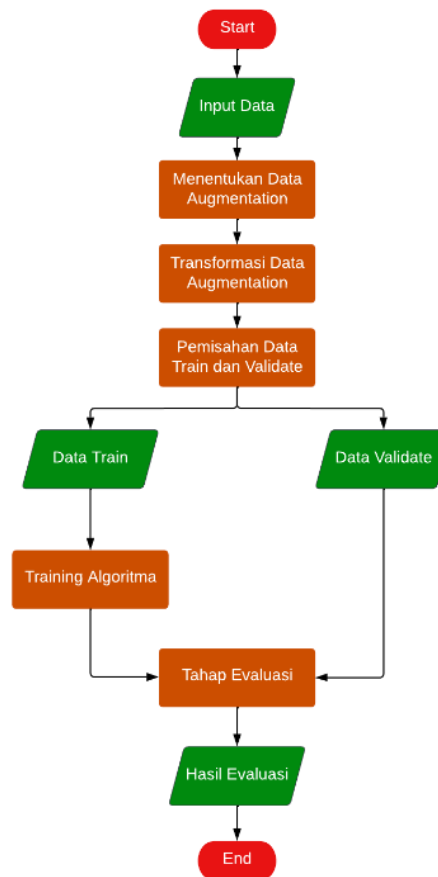 Start
Input Data
Menentukan Data
Augmentation
Transformasi Data
Augmentation
Pemisahan Data
Train dan Validate
Data Train
Data Validate
Training Algoritma
Tahap Evaluasi
Hasil Evaluasi
End